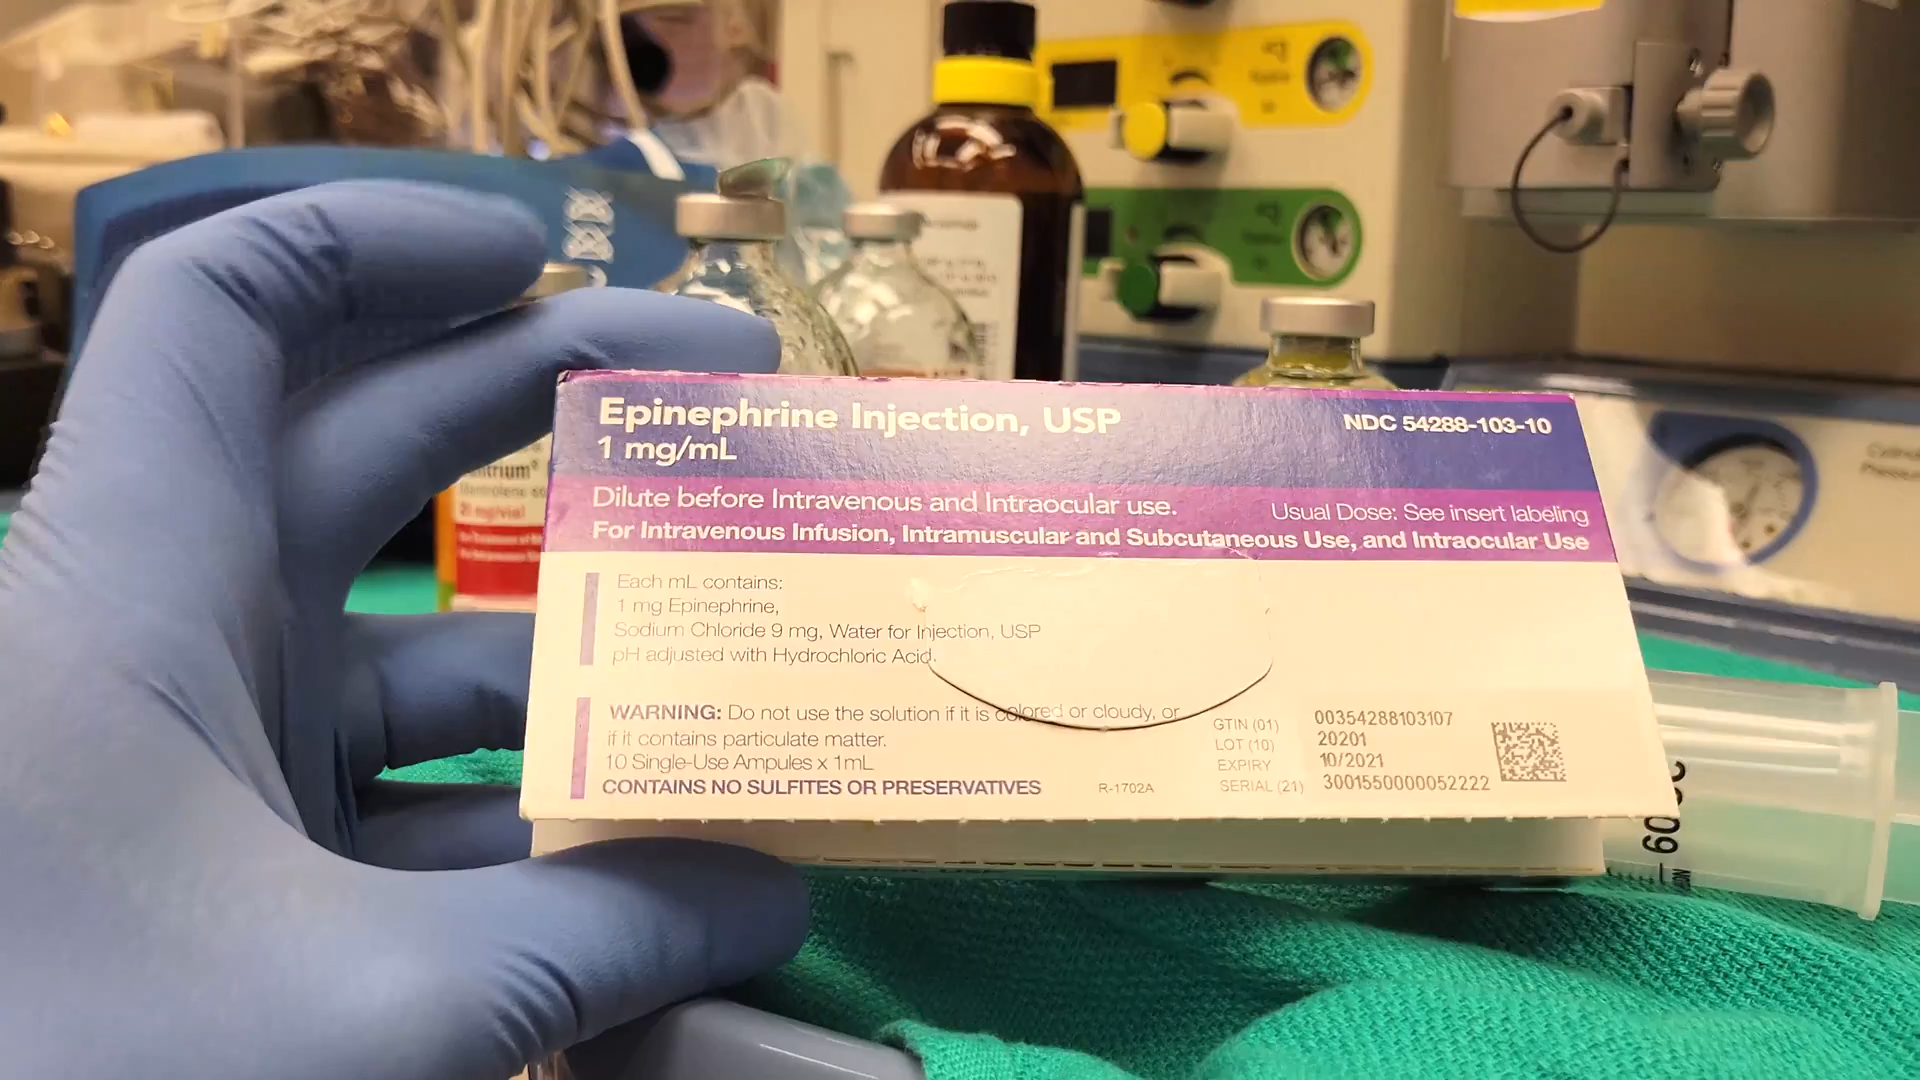 Epinephrine Injection, USP
1 mg/mL
NDC 54288-103-10
Dilute before Intravenous and Intraocular use.
Usual Dose: See insert labeling
For Intravenous Infusion, Intramuscular and Subcutaneous Use, and Intraocular Use
Each mL contains:
1 mg Epinephrine,
Sodium Chloride 9 mg, Water for Injection, USP
pH adjusted with Hydrochloric Acid.
WARNING: Do not use the solution if it is colored or cloudy, or
if it contains particulate matter.
10 Single-Use Ampules x 1mL
CONTAINS NO SULFITES OR PRESERVATIVES
R-1702A
GTIN (01) 00354288103107
LOT (10) 20201
EXPIRY 10/2021
SERIAL (21) 3001550000052222
20 mg/vial
60